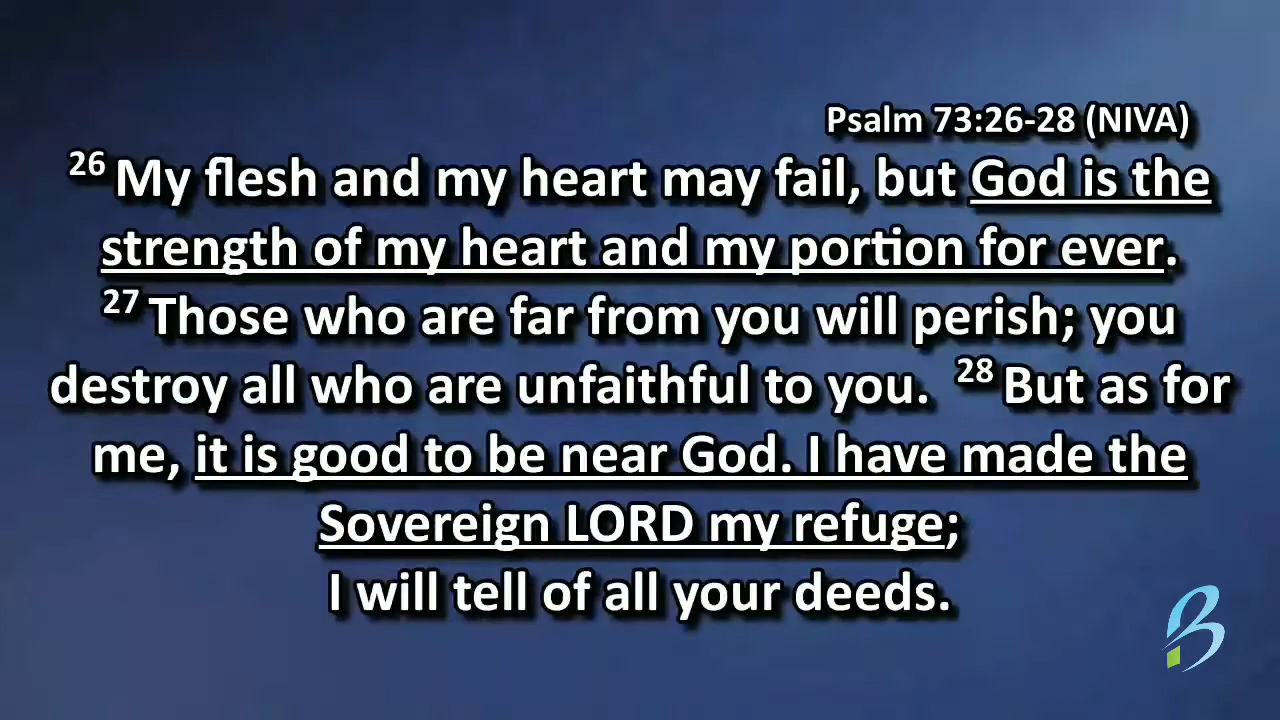 Psalm 73:26-28 (NIVA)
26 My flesh and my heart may fail, but God is the
strength of my heart and my portion for ever.
27 Those who are far from you will perish; you
destroy all who are unfaithful to you. 28 But as for
me, it is good to be near God. I have made the
Sovereign LORD my refuge;
I will tell of all your deeds.
B